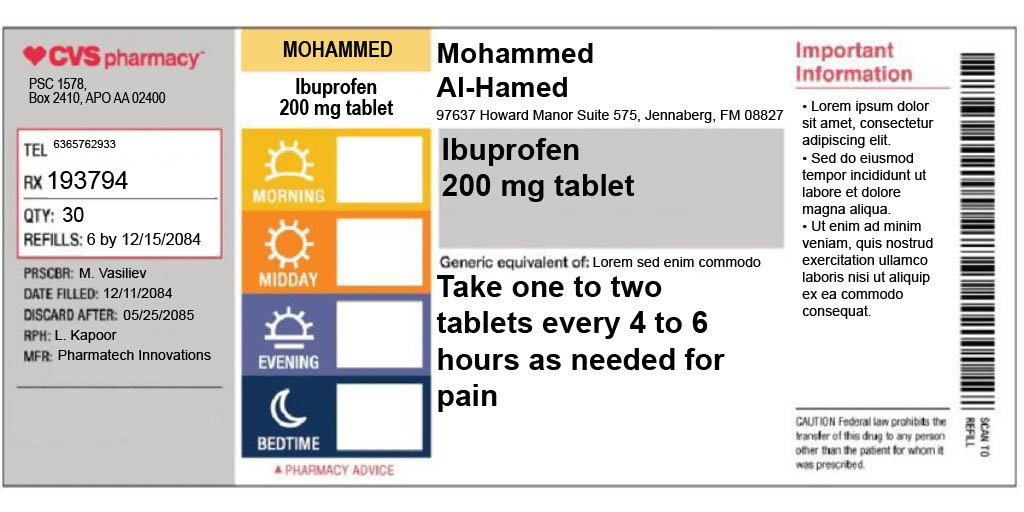 CVS pharmacy
PSC 1578,
Box 2410, APO AA 02400
TEL 6365762933
RX 193794
QTY: 30
REFILLS: 6 by 12/15/2084
PRSCBR: M. Vasiliev
DATE FILLED: 12/11/2084
DISCARD AFTER: 05/25/2085
RPH: L. Kapoor
MFR: Pharmatech Innovations
MOHAMMED
Ibuprofen
200 mg tablet
MORNING
MIDDAY
EVENING
BEDTIME
▲ PHARMACY ADVICE
Mohammed
Al-Hamed
97637 Howard Manor Suite 575, Jennaberg, FM 08827
Ibuprofen
200 mg tablet
Generic equivalent of: Lorem sed enim commodo
Take one to two
tablets every 4 to 6
hours as needed for
pain
Important
Information
• Lorem ipsum dolor
sit amet, consectetur
adipiscing elit.
• Sed do eiusmod
tempor incididunt ut
labore et dolore
magna aliqua.
• Ut enim ad minim
veniam, quis nostrud
exercitation ullamco
laboris nisi ut aliquip
ex ea commodo
consequat.
CAUTION Federal law prohibits the
transfer of this drug to any person
other than the patient for whom it
was prescribed.
SCAN TO
REFILL